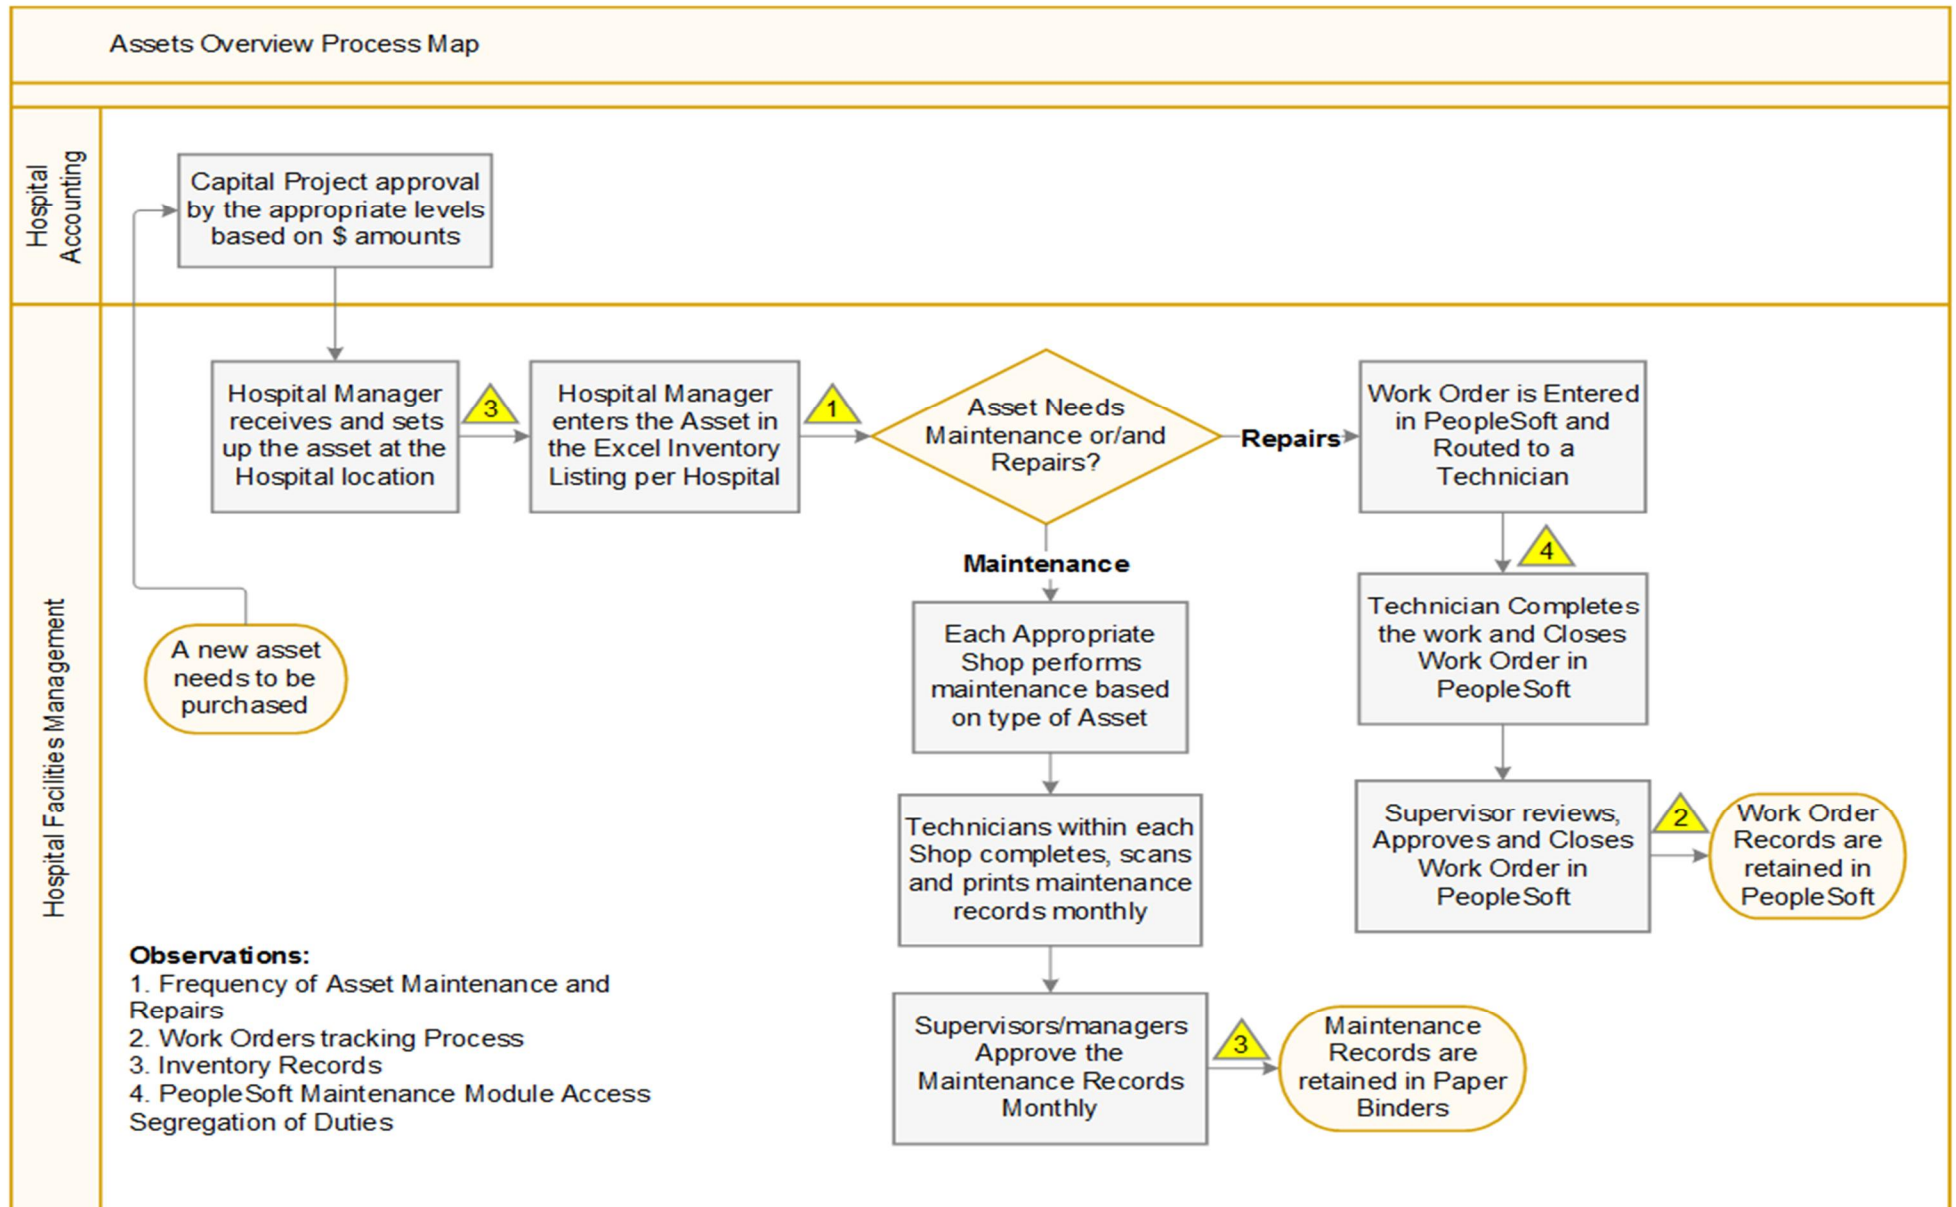 Assets Overview Process Map
Hospital
Accounting
Capital Project approval
by the appropriate levels
based on $ amounts
Hospital Facilities Management
A new asset
needs to be
purchased
Hospital Manager
receives and sets
up the asset at the
Hospital location
3
Hospital Manager
enters the Asset in
the Excel Inventory
Listing per Hospital
1
Asset Needs
Maintenance or/and
Repairs?
Repairs
Work Order is Entered
in PeopleSoft and
Routed to a
Technician
4
Technician Completes
the work and Closes
Work Order in
PeopleSoft
Supervisor reviews,
Approves and Closes
Work Order in
PeopleSoft
2
Work Order
Records are
retained in
PeopleSoft
Maintenance
Each Appropriate
Shop performs
maintenance based
on type of Asset
Technicians within each
Shop completes, scans
and prints maintenance
records monthly
Supervisors/managers
Approve the
Maintenance Records
Monthly
3
Maintenance
Records are
retained in Paper
Binders
Observations:
1. Frequency of Asset Maintenance and
Repairs
2. Work Orders tracking Process
3. Inventory Records
4. PeopleSoft Maintenance Module Access
Segregation of Duties